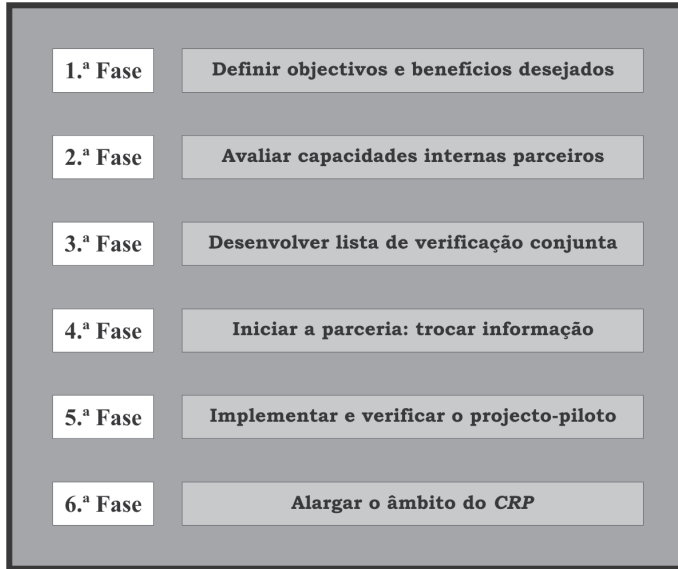 1.ª Fase Definir objectivos e benefícios desejados
2.ª Fase Avaliar capacidades internas parceiros
3.ª Fase Desenvolver lista de verificação conjunta
4.ª Fase Iniciar a parceria: trocar informação
5.ª Fase Implementar e verificar o projecto-piloto
6.ª Fase Alargar o âmbito do CRP